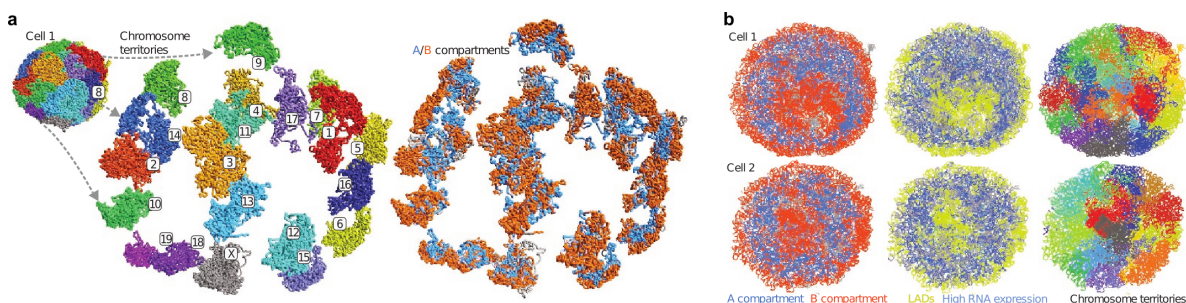 a
Cell 1
Chromosome
territories
8
9
8
4
7
14
11
17
1
5
2
3
16
10
13
6
12
19
18
X
15
A/B compartments
b
Cell 1
Cell 2
A compartment B compartment
LADs High RNA expression
Chromosome territories